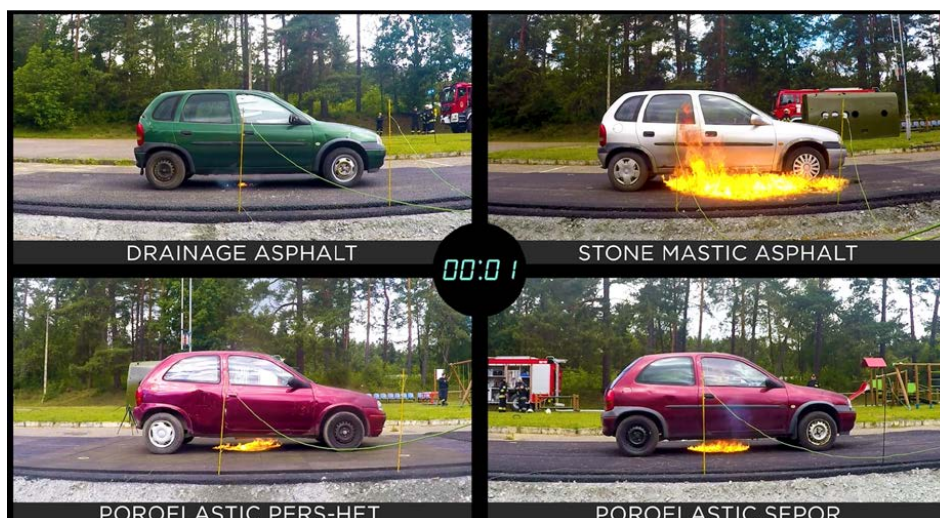 DRAINAGE ASPHALT
STONE MASTIC ASPHALT
00:01
POROELASTIC PERS-HET
POROELASTIC SEPOR